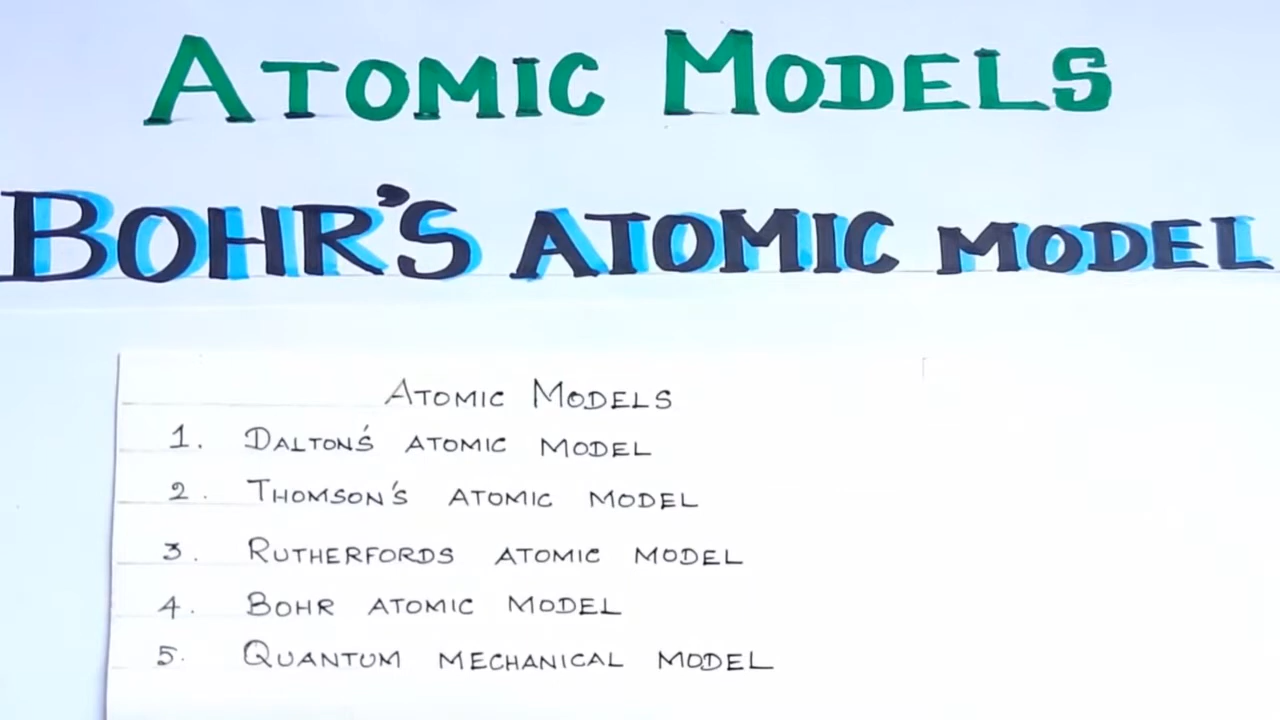 ATOMIC MODELS
BOHR'S ATOMIC MODEL
ATOMIC MODELS
1. DALTON'S ATOMIC MODEL
2. THOMSON'S ATOMIC MODEL
3. RUTHERFORDS ATOMIC MODEL
4. BOHR ATOMIC MODEL
5. QUANTUM MECHANICAL MODEL